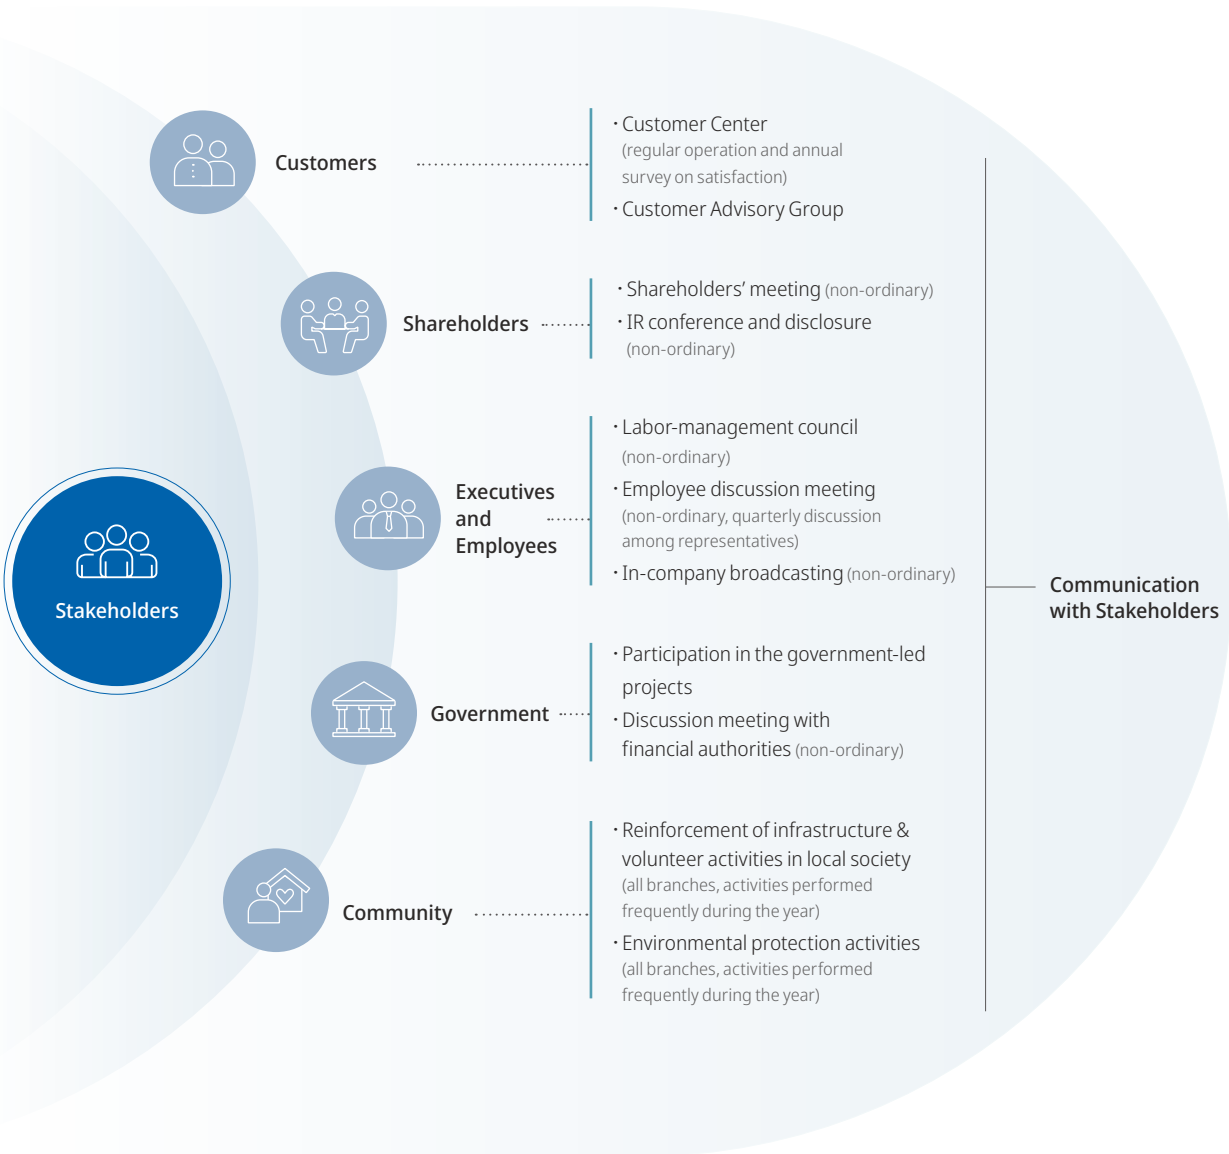 Stakeholders
Customers
· Customer Center
(regular operation and annual
survey on satisfaction)
· Customer Advisory Group
Shareholders
· Shareholders’ meeting (non-ordinary)
· IR conference and disclosure
(non-ordinary)
Executives
and
Employees
· Labor-management council
(non-ordinary)
· Employee discussion meeting
(non-ordinary, quarterly discussion
among representatives)
· In-company broadcasting (non-ordinary)
Government
· Participation in the government-led
projects
· Discussion meeting with
financial authorities (non-ordinary)
Community
· Reinforcement of infrastructure &
volunteer activities in local society
(all branches, activities performed
frequently during the year)
· Environmental protection activities
(all branches, activities performed
frequently during the year)
Communication
with Stakeholders